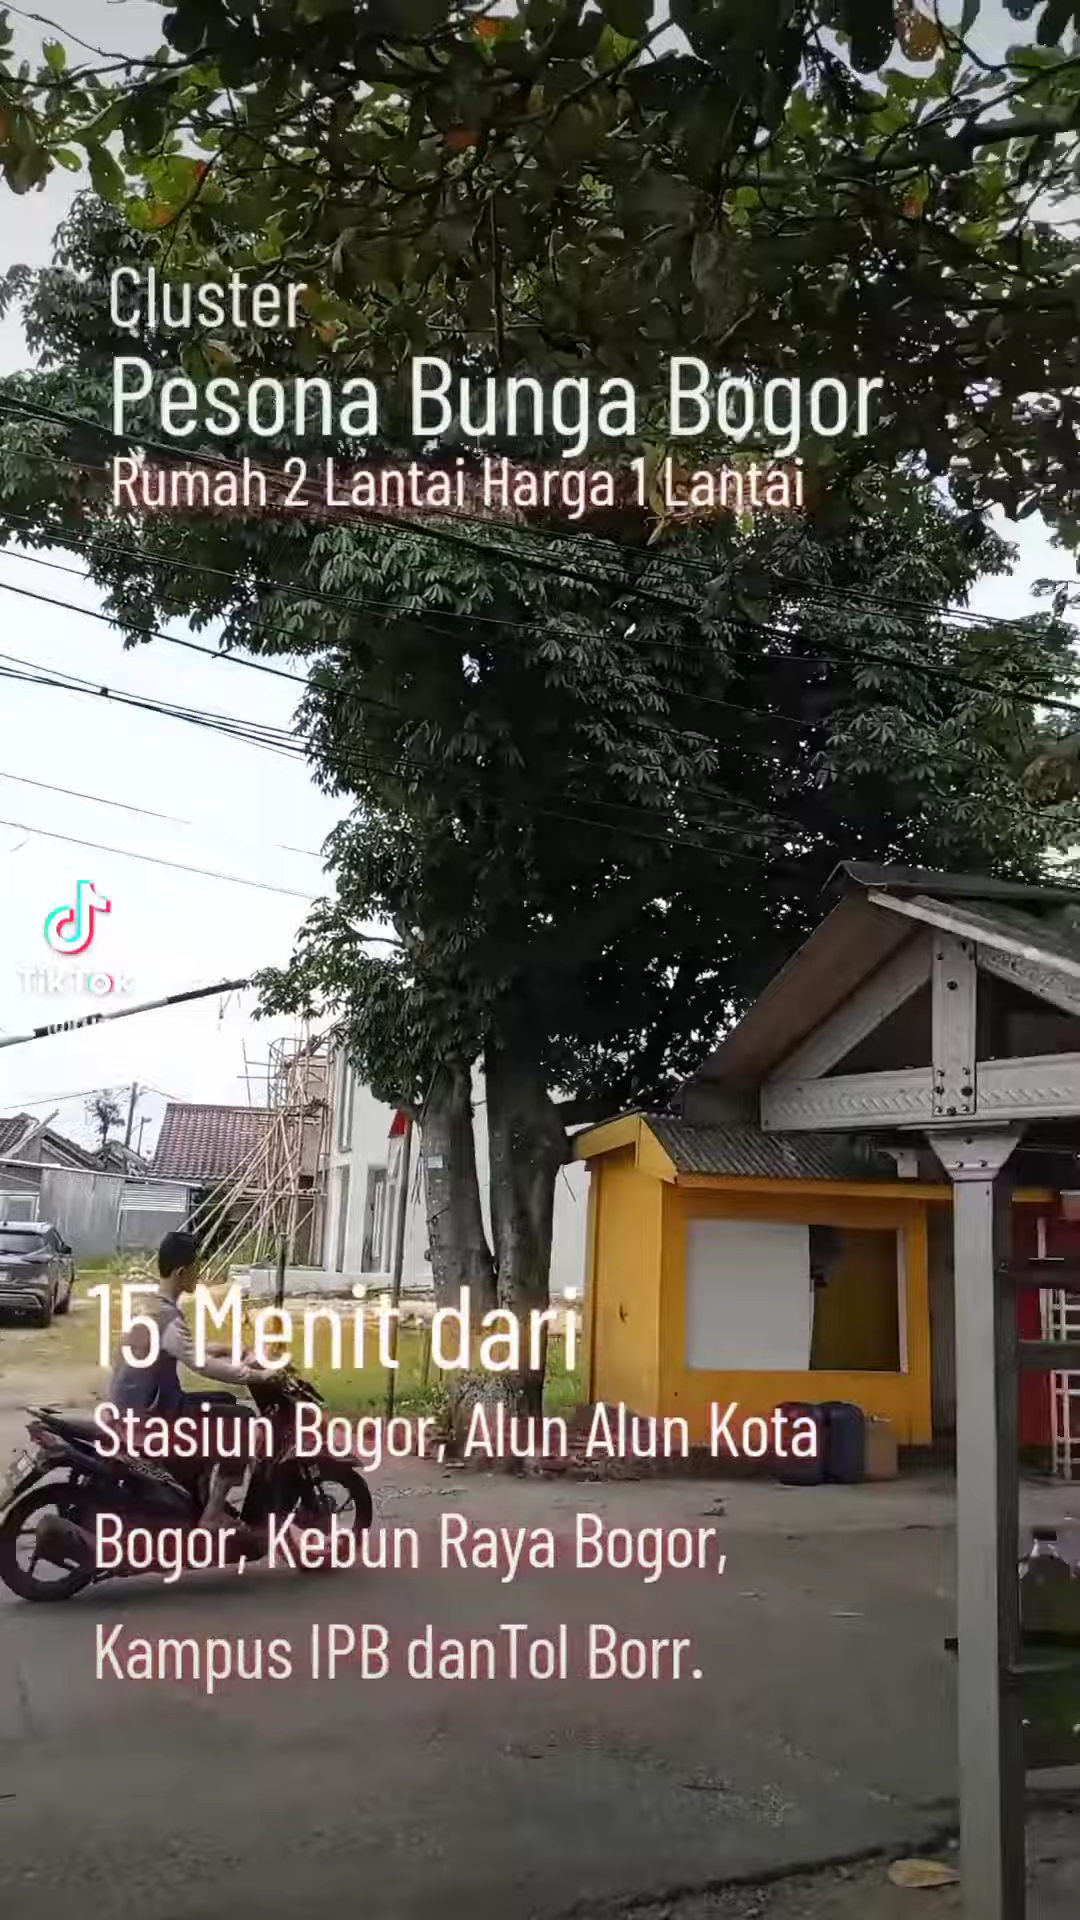 Cluster
Pesona Bunga Bogor
Rumah 2 Lantai Harga 1 Lantai
TikTok
15 Menit dari
Stasiun Bogor, Alun Alun Kota
Bogor, Kebun Raya Bogor,
Kampus IPB danTol Borr.